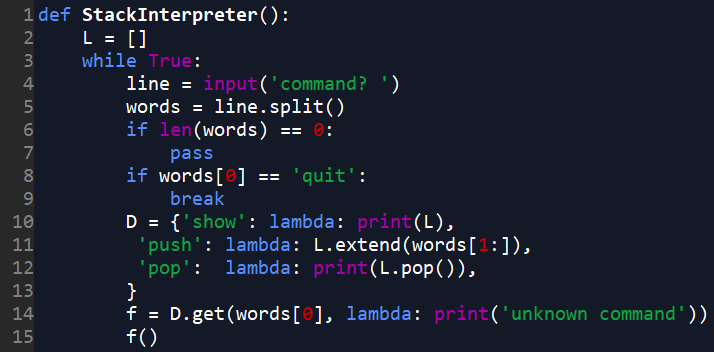 1 def StackInterpreter():
2     L = []
3     while True:
4         line = input('command? ')
5         words = line.split()
6         if len(words) == 0:
7             pass
8         if words[0] == 'quit':
9             break
10         D = {'show': lambda: print(L),
11          'push': lambda: L.extend(words[1:]),
12          'pop':  lambda: print(L.pop()),
13         }
14         f = D.get(words[0], lambda: print('unknown command'))
15         f()